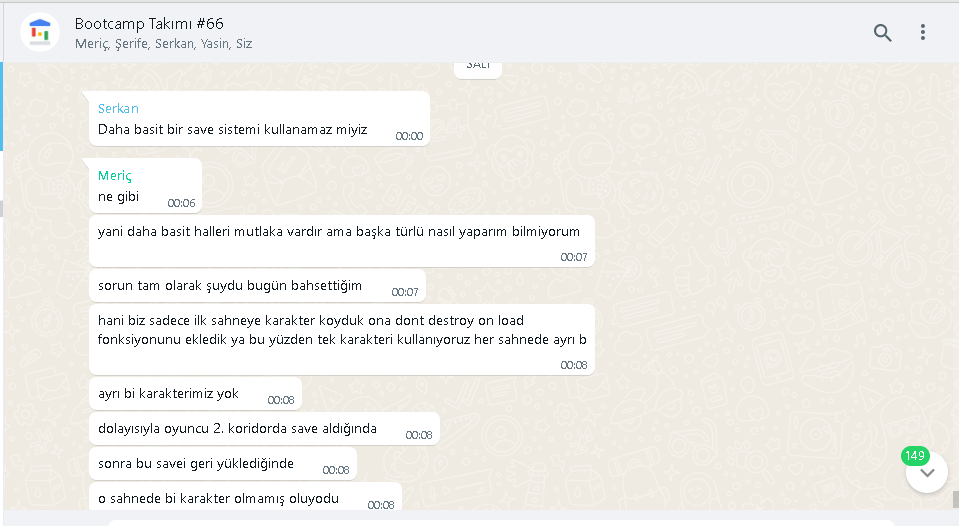 Bootcamp Takımı #66
Meriç, Şerife, Serkan, Yasin, Siz
SALI
Serkan
Daha basit bir save sistemi kullanamaz miyiz 00:00
Meriç
ne gibi 00:06
yani daha basit halleri mutlaka vardır ama başka türlü nasıl yaparım bilmiyorum
00:07
sorun tam olarak şuydu bugün bahsettiğim 00:07
hani biz sadece ilk sahneye karakter koyduk ona dont destroy on load
fonksiyonunu ekledik ya bu yüzden tek karakteri kullanıyoruz her sahnede ayrı b
00:08
ayrı bi karakterimiz yok 00:08
dolayısıyla oyuncu 2. koridorda save aldığında 00:08
sonra bu savei geri yüklediğinde 00:08
o sahnede bi karakter olmamış oluyodu 00:08
149